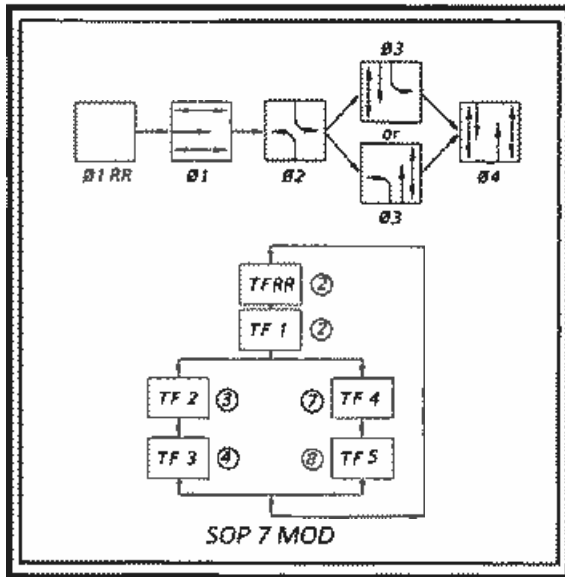 Ø3
OR
Ø1 RR
Ø1
Ø2
Ø3
Ø4
TFRR ②
TF 1 ②
TF 2 ③
⑦ TF 4
TF 3 ④
⑧ TF 5
SOP 7 MOD